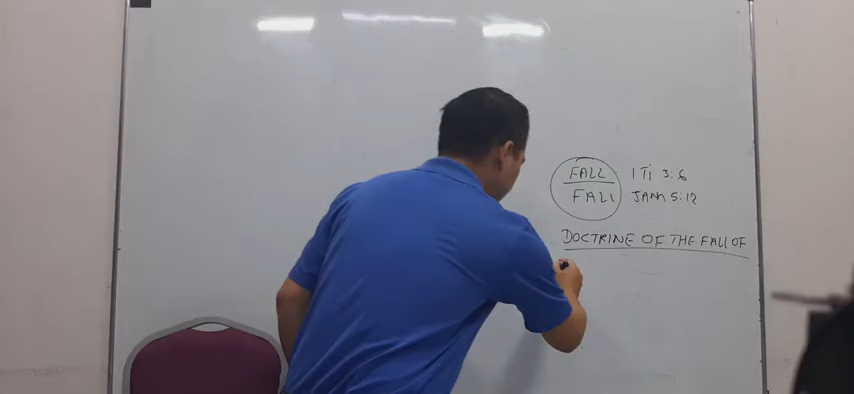 FALL 1 Ti 3:6
FALL JAM 5:12
DOCTRINE OF THE FALL OF